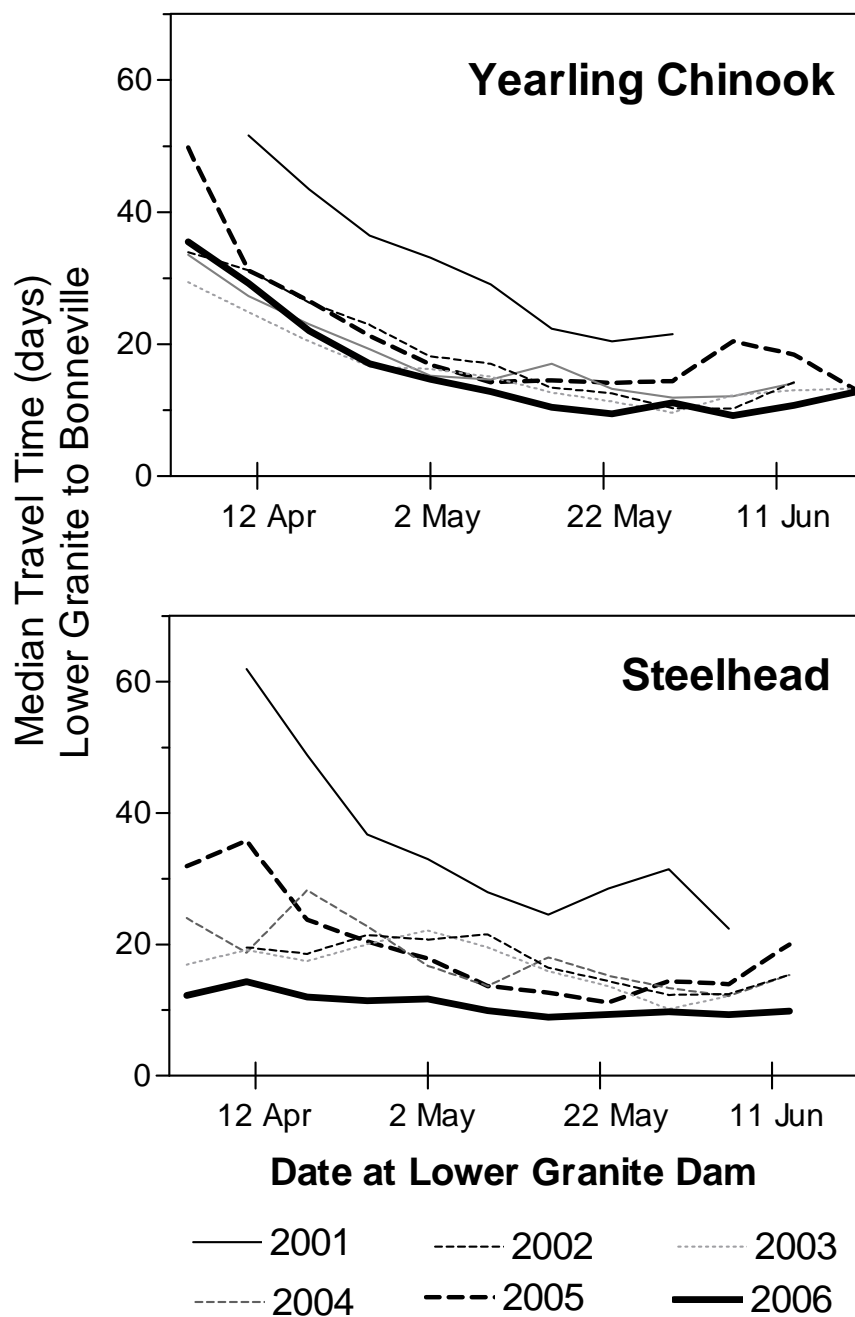 Median Travel Time (days)
Lower Granite to Bonneville
Yearling Chinook
60
40
20
0
12 Apr 2 May 22 May 11 Jun
Steelhead
60
40
20
0
12 Apr 2 May 22 May 11 Jun
Date at Lower Granite Dam
2001 2002 2003
2004 2005 2006